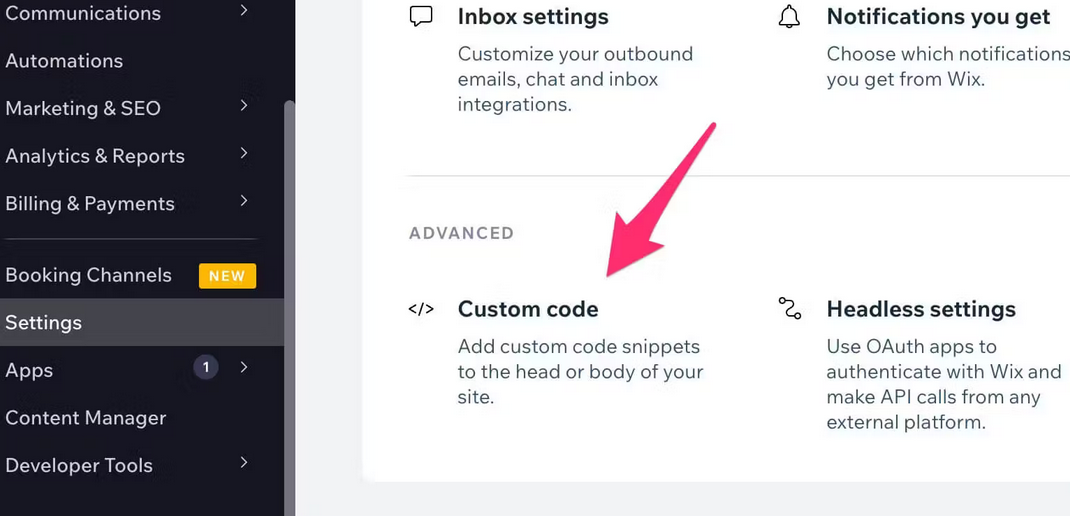 Communications
Automations
Marketing & SEO
Analytics & Reports
Billing & Payments
Booking Channels NEW
Settings
Apps 1
Content Manager
Developer Tools
Inbox settings
Customize your outbound
emails, chat and inbox
integrations.
Notifications you get
Choose which notifications
you get from Wix.
ADVANCED
</> Custom code
Add custom code snippets
to the head or body of your
site.
Headless settings
Use OAuth apps to
authenticate with Wix and
make API calls from any
external platform.